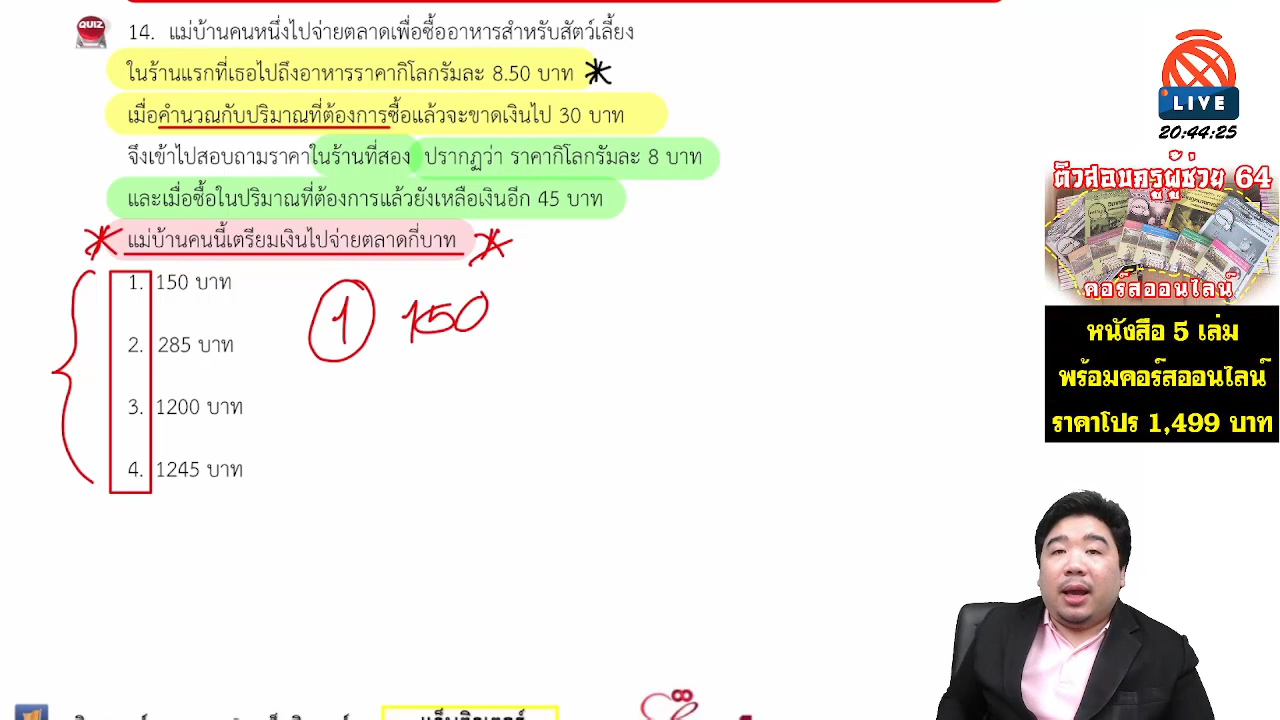 QUIZ
14. แม่บ้านคนหนึ่งไปจ่ายตลาดเพื่อซื้ออาหารสำหรับสัตว์เลี้ยง
ในร้านแรกที่เธอไปถึงอาหารราคากิโลกรัมละ 8.50 บาท
เมื่อคำนวณกับปริมาณที่ต้องการซื้อแล้วจะขาดเงินไป 30 บาท
จึงเข้าไปสอบถามราคาในร้านที่สอง ปรากฏว่า ราคากิโลกรัมละ 8 บาท
และเมื่อซื้อในปริมาณที่ต้องการแล้วยังเหลือเงินอีก 45 บาท
แม่บ้านคนนี้เตรียมเงินไปจ่ายตลาดกี่บาท
1. 150 บาท
2. 285 บาท
3. 1200 บาท
4. 1245 บาท
1 150
LIVE
20:44:25
ติวสอบครูผู้ช่วย 64
คอร์สออนไลน์
หนังสือ 5 เล่ม
พร้อมคอร์สออนไลน์
ราคาโปร 1,499 บาท